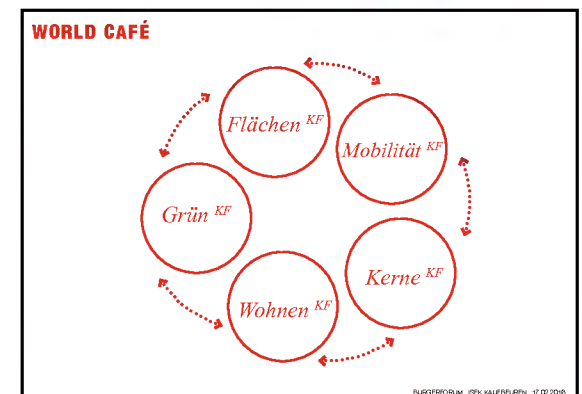 WORLD CAFÉ
Flächen KF
Mobilität KF
Grün KF
Kerne KF
Wohnen KF
BÜRGERFORUM ISEK KAUFBEUREN 17.02.2016